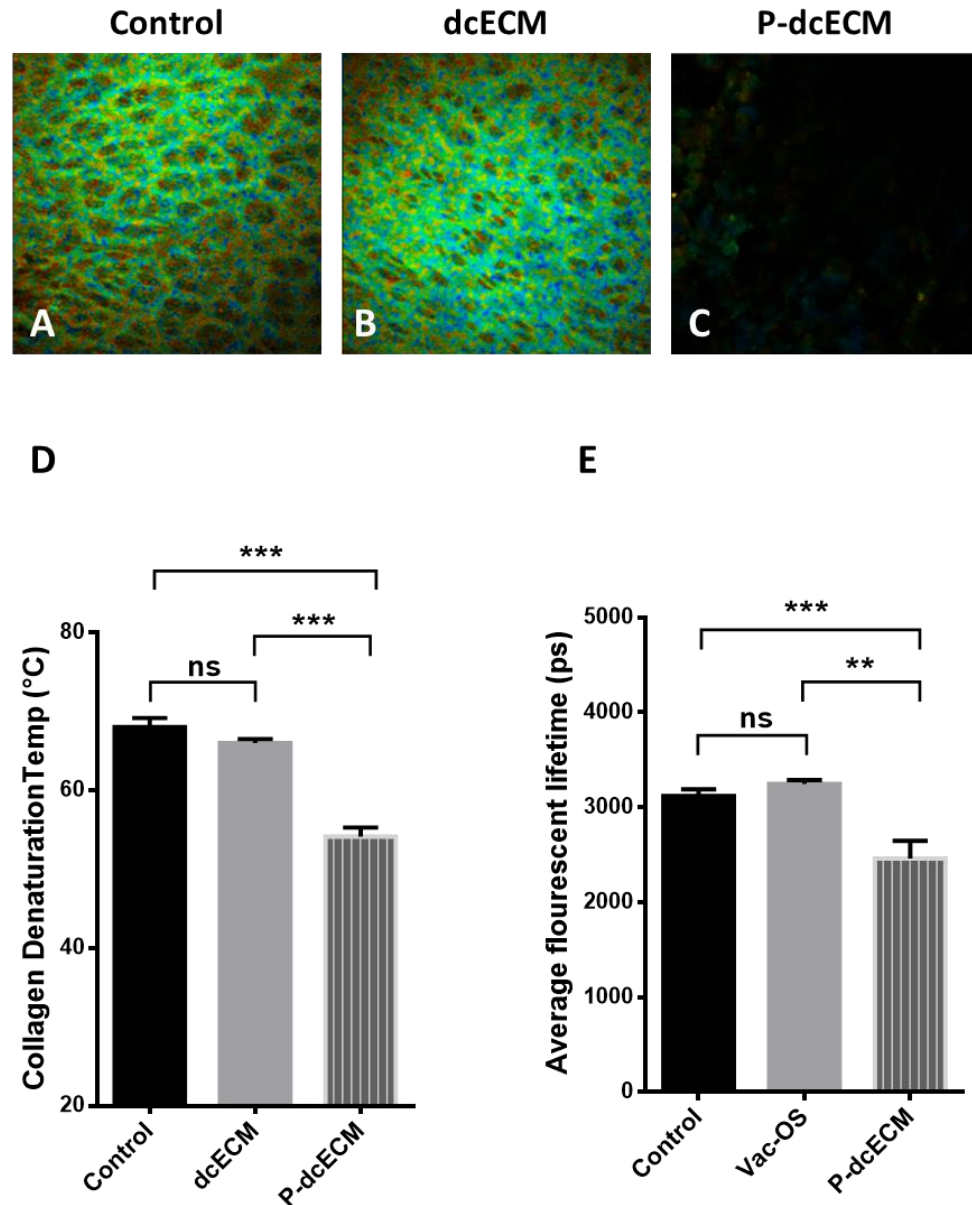 Control dcECM P-dcECM
A B C
D
***
***
ns
Collagen DenaturationTemp (°C)
80
60
40
20
Control dcECM P-dcECM
E
***
**
ns
Average flourescent lifetime (ps)
5000
4000
3000
2000
1000
0
Control Vac-OS P-dcECM